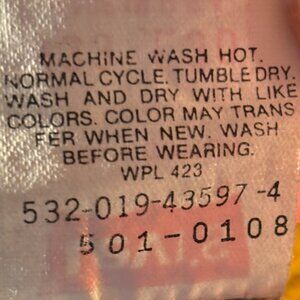 MACHINE WASH HOT.
NORMAL CYCLE. TUMBLE DRY.
WASH AND DRY WITH LIKE
COLORS. COLOR MAY TRANS
FER WHEN NEW. WASH
BEFORE WEARING.
WPL 423
532-019-43597-4
501-0108